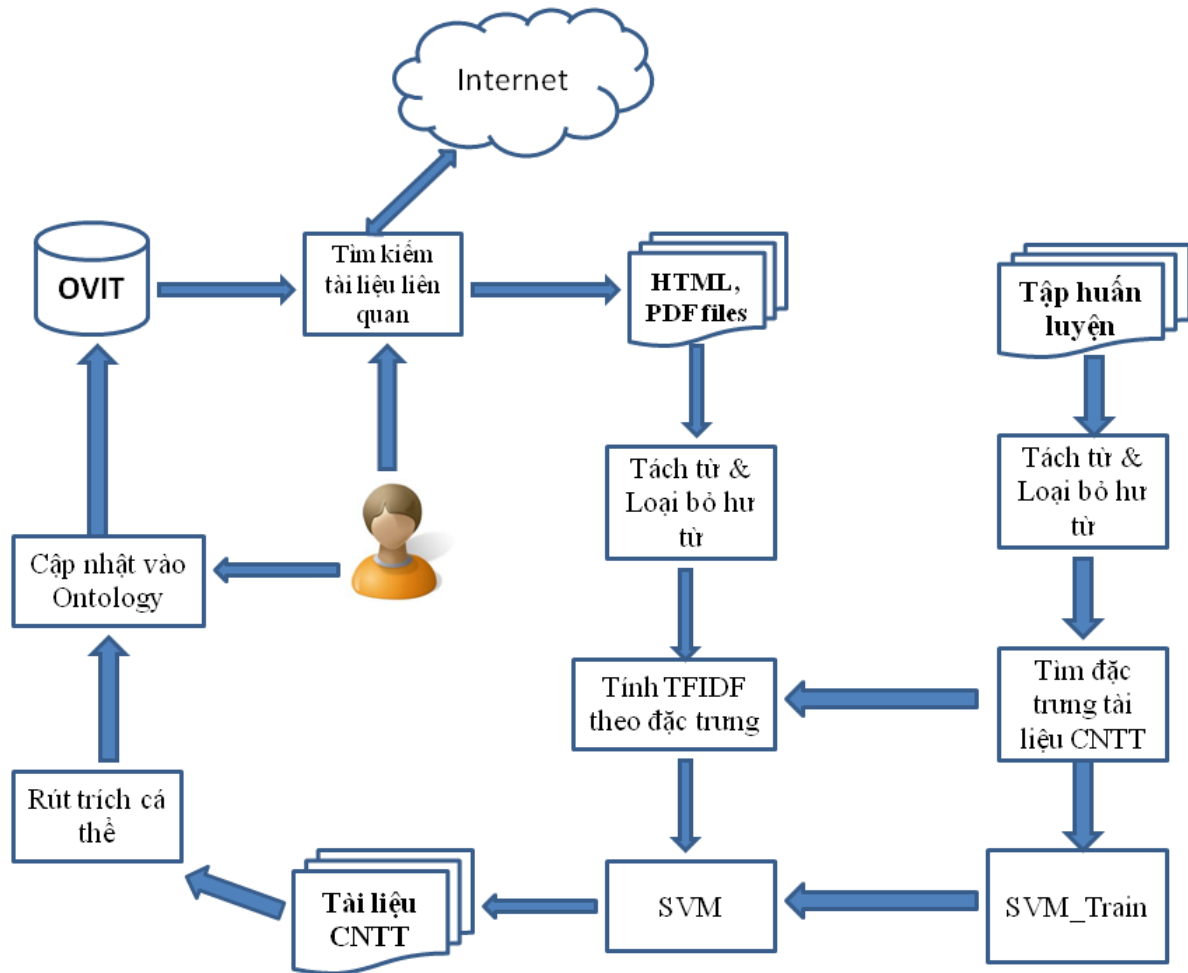 Internet
OVIT
Tìm kiếm
tài liệu liên
quan
HTML,
PDF files
Tập huấn
luyện
Tách từ &
Loại bỏ hư
từ
Tách từ &
Loại bỏ hư
từ
Cập nhật vào
Ontology
Tính TFIDF
theo đặc trưng
Tìm đặc
trưng tài
liệu CNTT
Rút trích cá
thể
Tài liệu
CNTT
SVM
SVM_Train